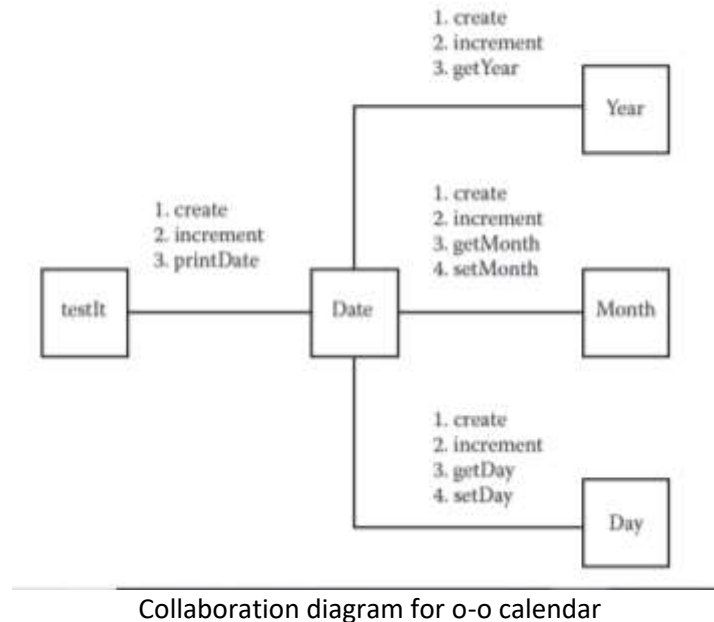 1. create
2. increment
3. getYear
Year
1. create
2. increment
3. printDate
1. create
2. increment
3. getMonth
4. setMonth
testIt
Date
Month
1. create
2. increment
3. getDay
4. setDay
Day
Collaboration diagram for o-o calendar